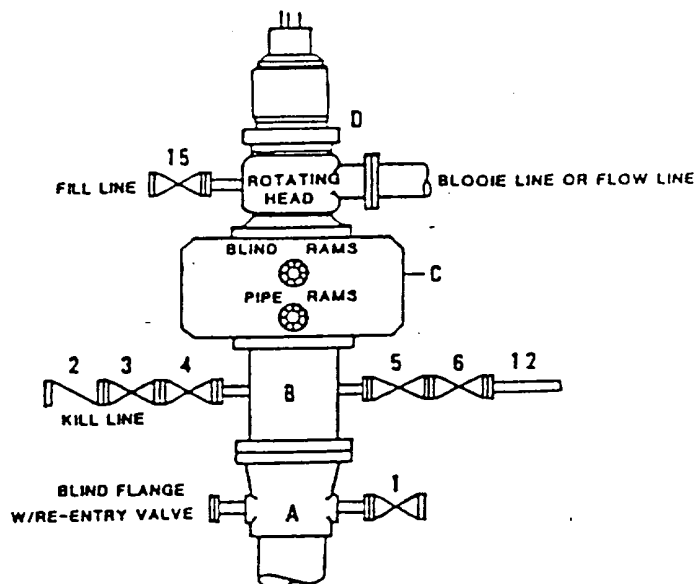 D
15
FILL LINE
ROTATING
HEAD
BLOOIE LINE OR FLOW LINE
BLIND RAMS
C
PIPE RAMS
2 3 4
5 6 12
B
KILL LINE
BLIND FLANGE
W/RE-ENTRY VALVE
A
1